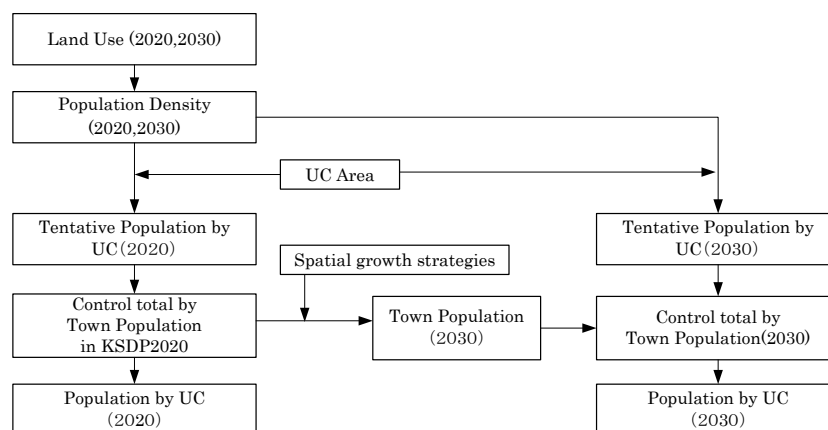 Land Use (2020,2030)
Population Density
(2020,2030)
UC Area
Tentative Population by
UC(2020)
Tentative Population by
UC(2030)
Spatial growth strategies
Control total by
Town Population
in KSDP2020
Town Population
(2030)
Control total by
Town Population(2030)
Population by UC
(2020)
Population by UC
(2030)